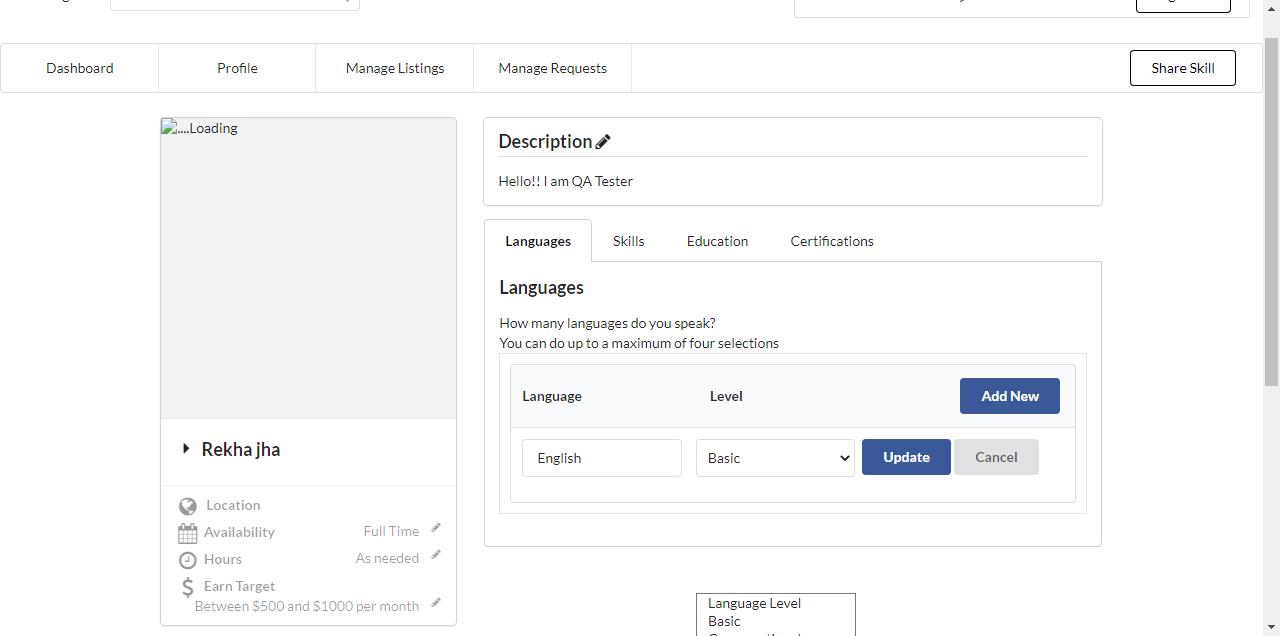 Dashboard
Profile
Manage Listings
Manage Requests
Share Skill
....Loading
Rekha jha
Location
Availability
Full Time
Hours
As needed
Earn Target
Between $500 and $1000 per month
Description
Hello!! I am QA Tester
Languages
Skills
Education
Certifications
Languages
How many languages do you speak?
You can do up to a maximum of four selections
Language
Level
Add New
English
Basic
Update
Cancel
Language Level
Basic